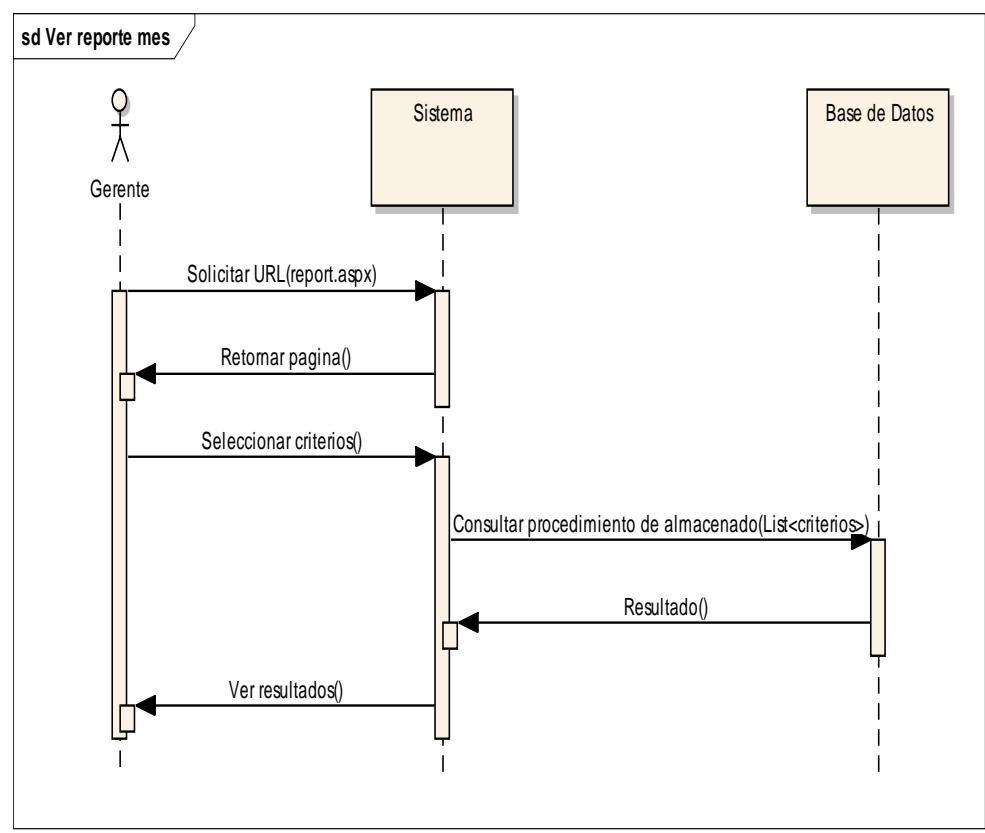 sd Ver reporte mes
Gerente
Sistema
Base de Datos
Solicitar URL(report.aspx)
Retornar pagina()
Seleccionar criterios()
Consultar procedimiento de almacenado(List<criterios>)
Resultado()
Ver resultados()